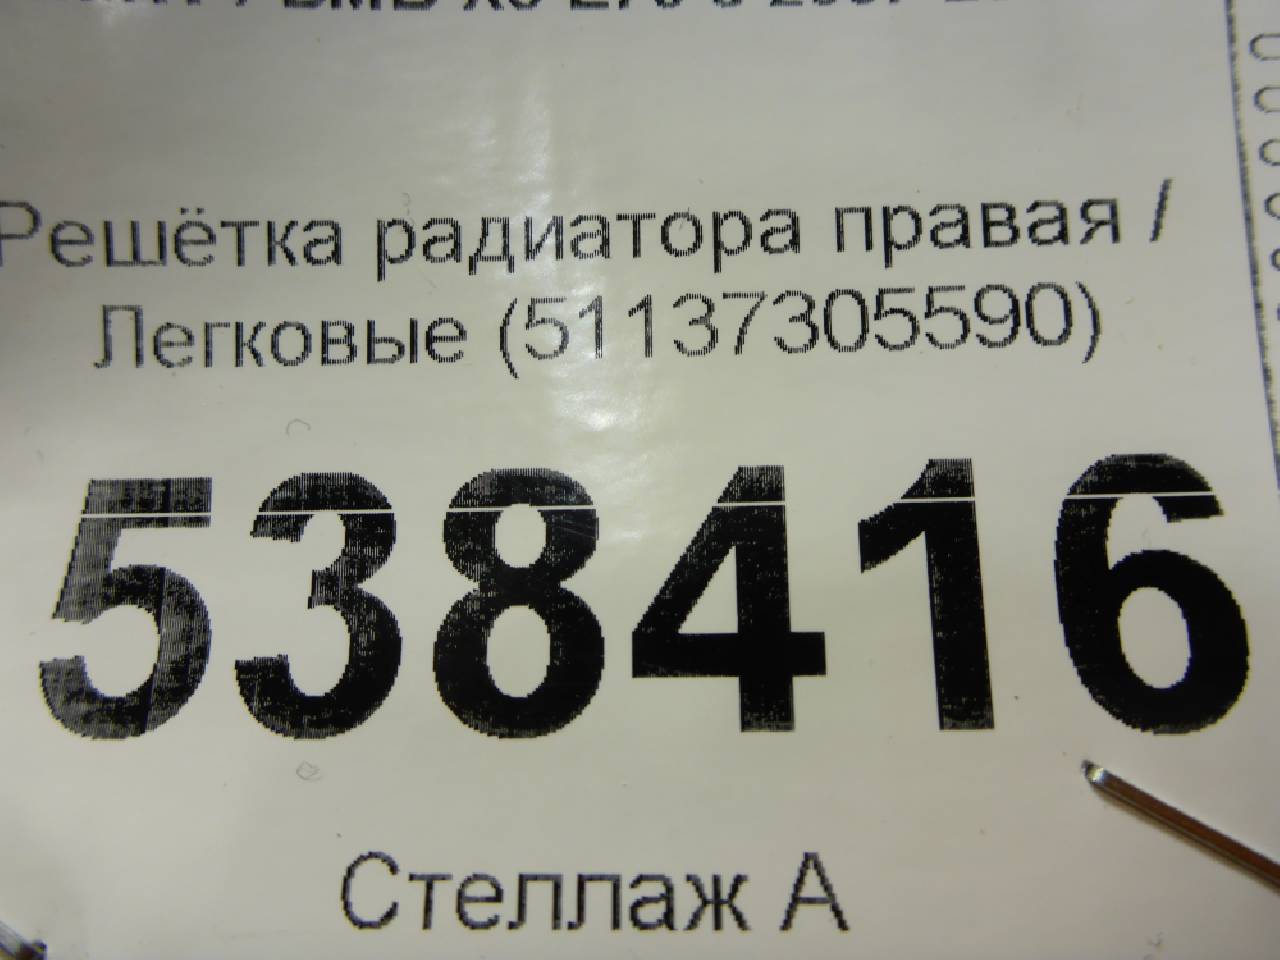 Решётка радиатора правая /
Легковые (51137305590)
538416
Стеллаж А